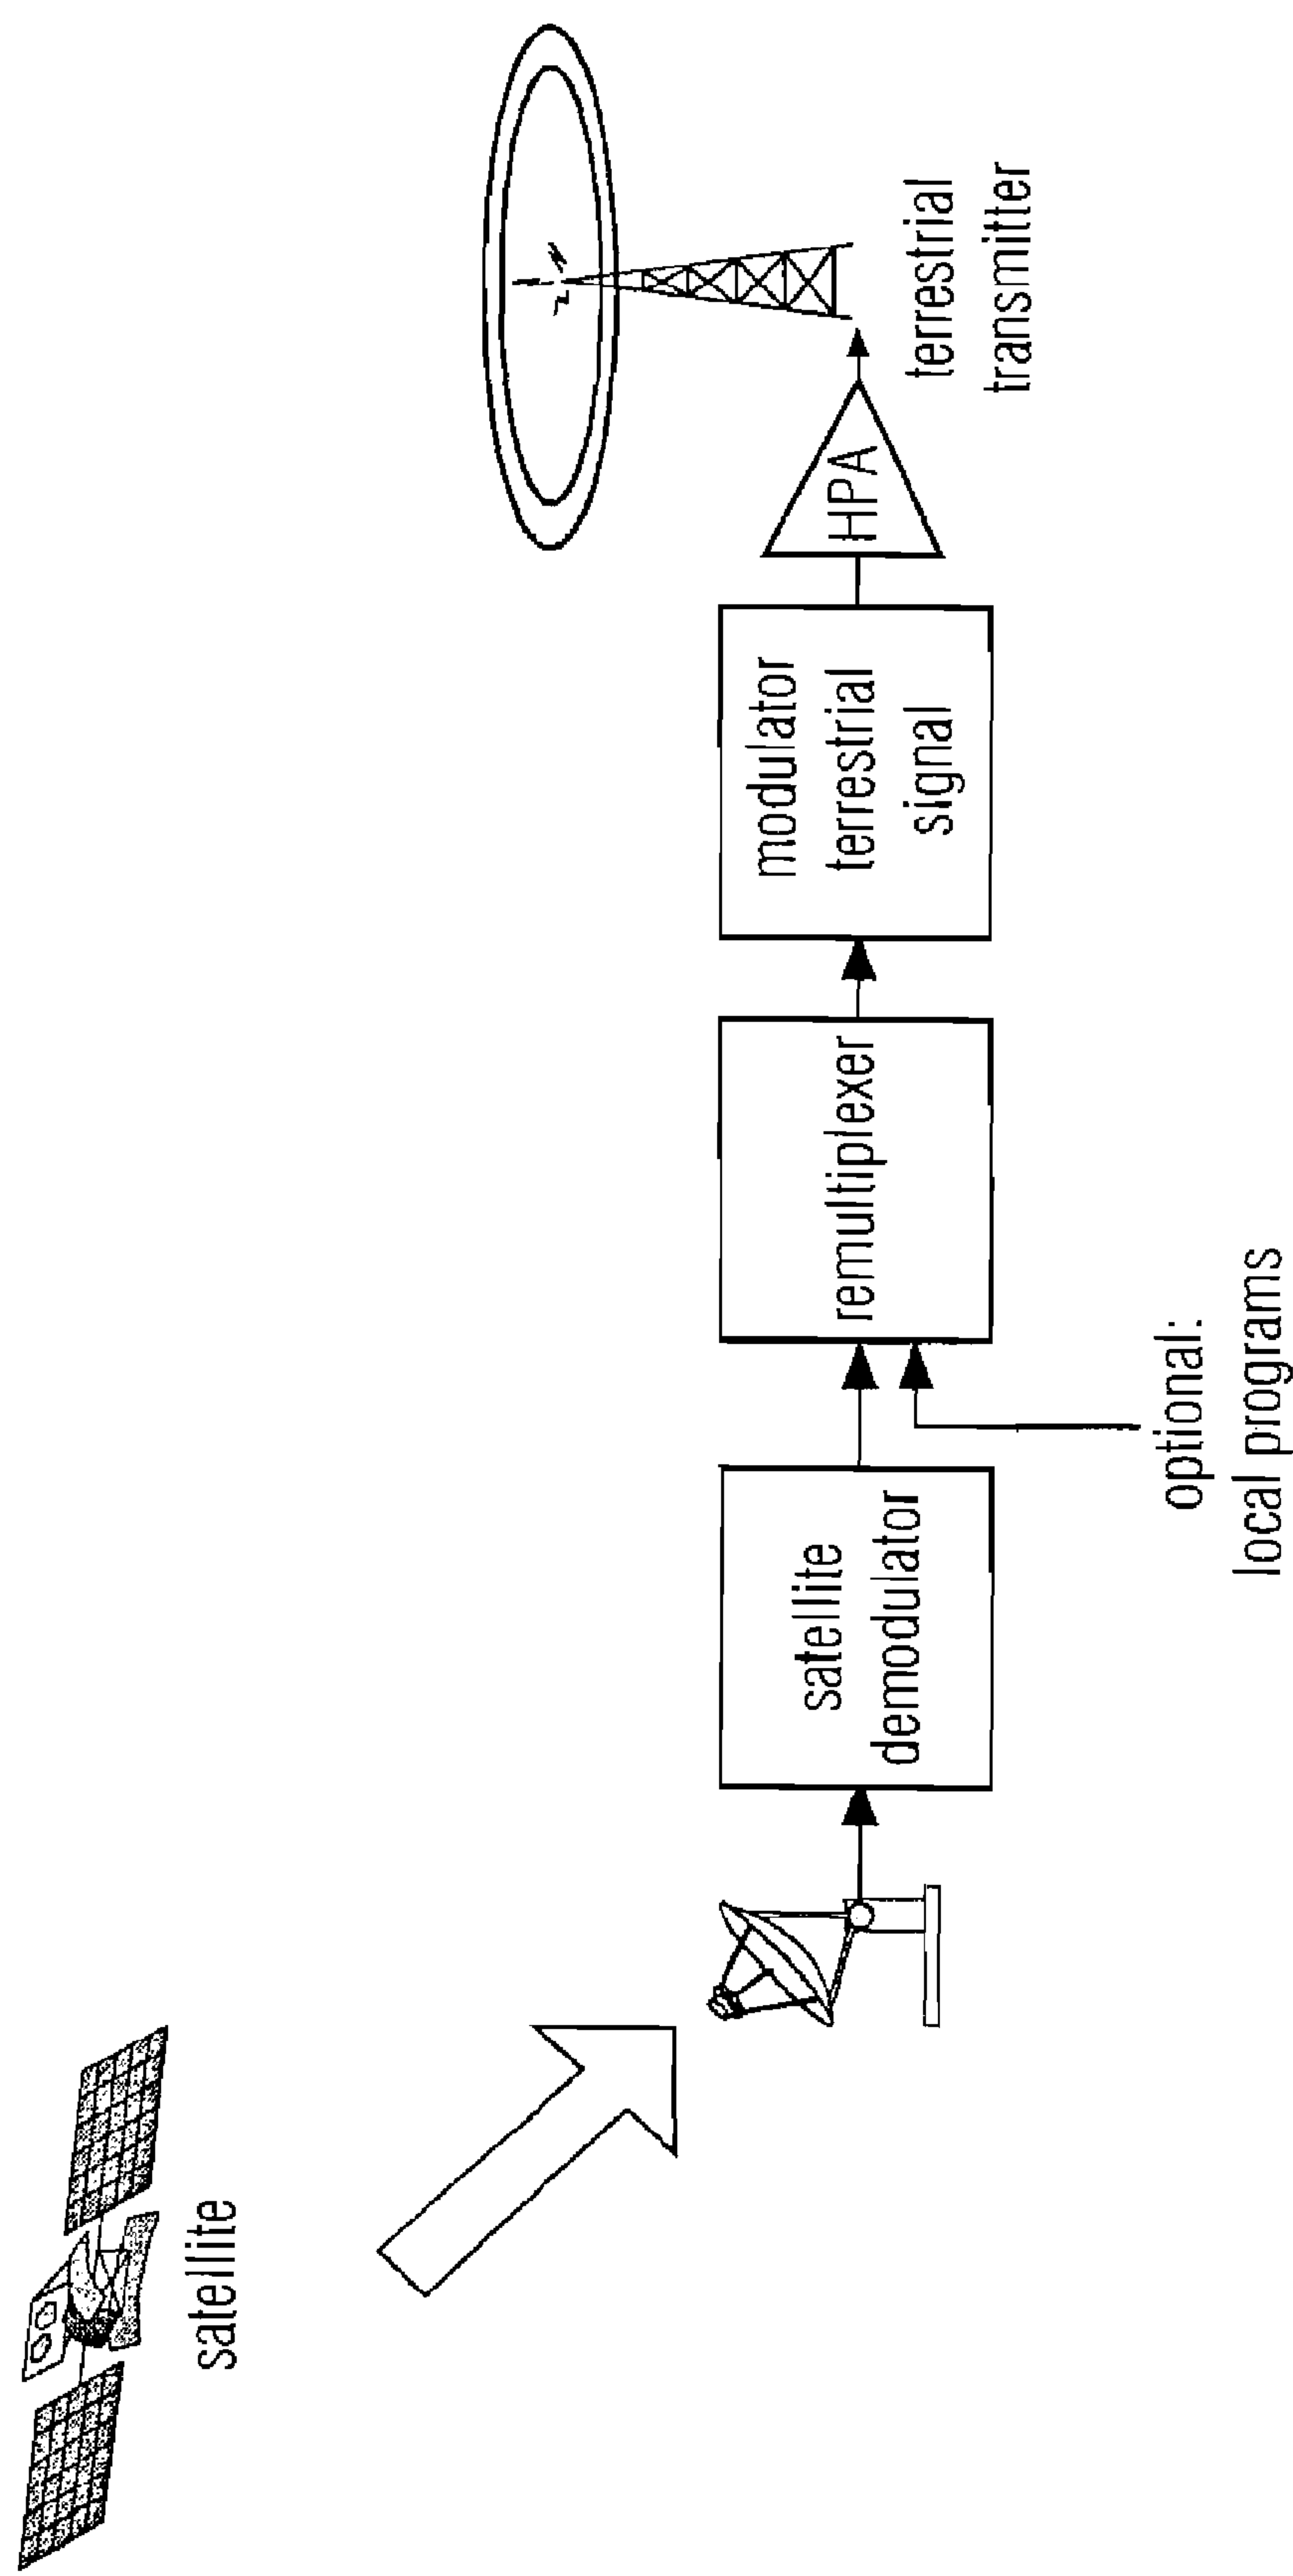 satellite
satellite
demodulator
optional:
local programs
remultiplexer
modulator
terrestrial
signal
HPA
terrestrial
transmitter